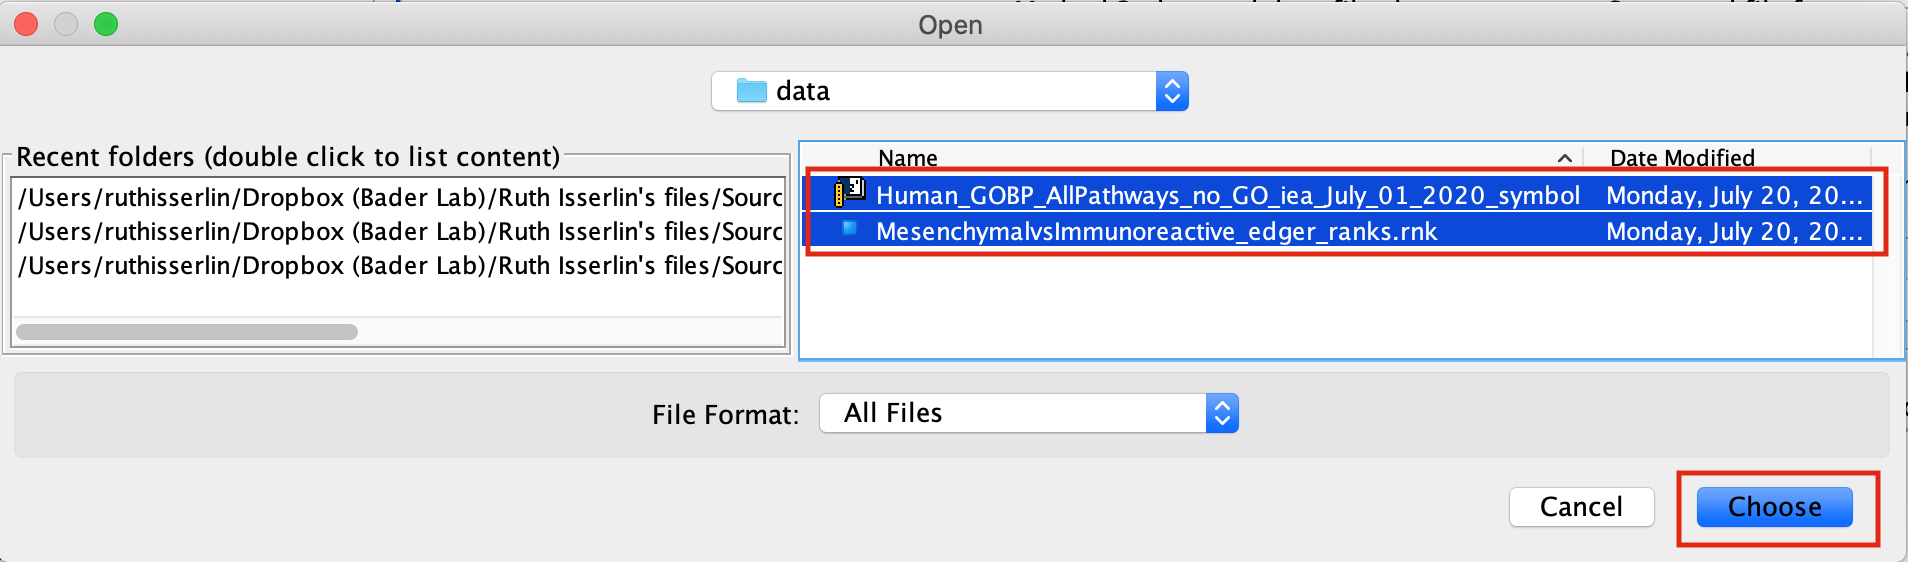 Open
data
Recent folders (double click to list content)
/Users/ruthisserlin/Dropbox (Bader Lab)/Ruth Isserlin's files/Sourc
/Users/ruthisserlin/Dropbox (Bader Lab)/Ruth Isserlin's files/Sourc
/Users/ruthisserlin/Dropbox (Bader Lab)/Ruth Isserlin's files/Sourc
Name Date Modified
Human_GOBP_AllPathways_no_GO_iea_July_01_2020_symbol Monday, July 20, 20...
MesenchymalvsImmunoreactive_edger_ranks.rnk Monday, July 20, 20...
File Format: All Files
Cancel Choose